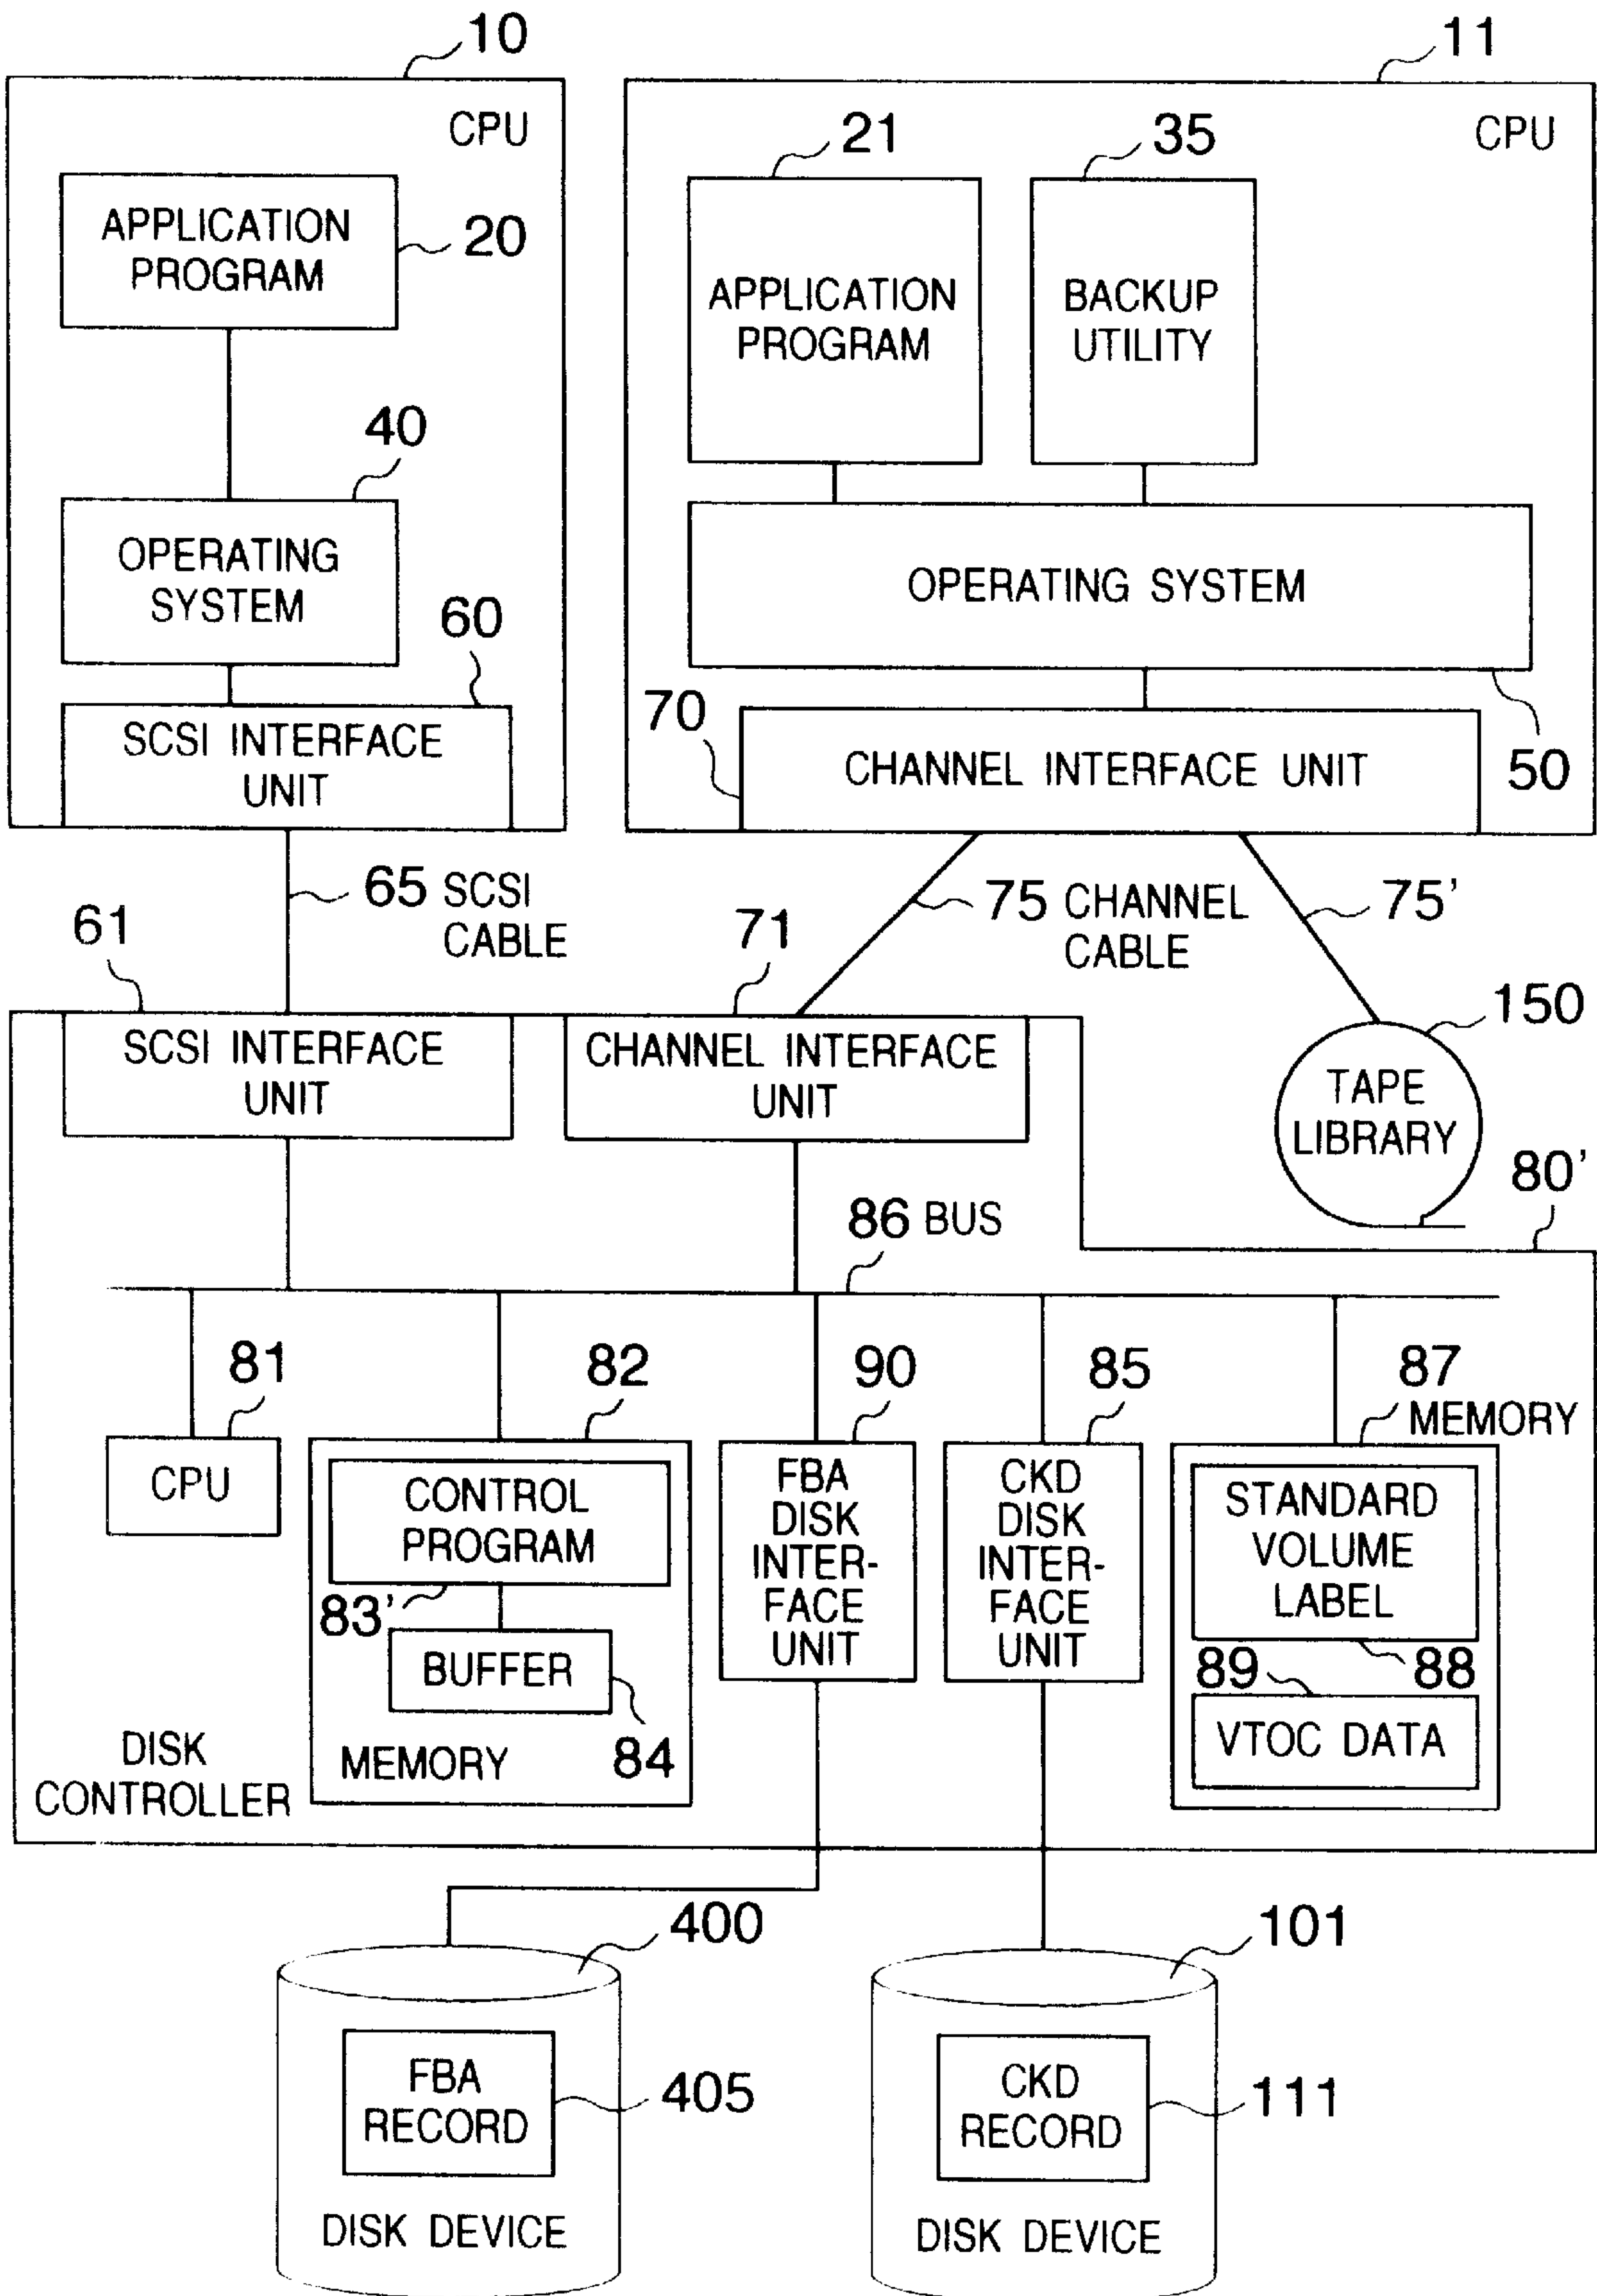 10
11
CPU
CPU
21
35
APPLICATION
PROGRAM
20
APPLICATION
PROGRAM
BACKUP
UTILITY
40
OPERATING
SYSTEM
OPERATING SYSTEM
60
70
SCSI INTERFACE
UNIT
CHANNEL INTERFACE UNIT
50
65 SCSI
CABLE
75 CHANNEL
CABLE
75'
61
71
150
SCSI INTERFACE
UNIT
CHANNEL INTERFACE
UNIT
TAPE
LIBRARY
80'
86 BUS
81
82
90
85
87
MEMORY
CPU
CONTROL
PROGRAM
83'
BUFFER
84
MEMORY
FBA
DISK
INTER-
FACE
UNIT
CKD
DISK
INTER-
FACE
UNIT
STANDARD
VOLUME
LABEL
88
89
VTOC DATA
DISK
CONTROLLER
400
101
FBA
RECORD
405
CKD
RECORD
111
DISK DEVICE
DISK DEVICE